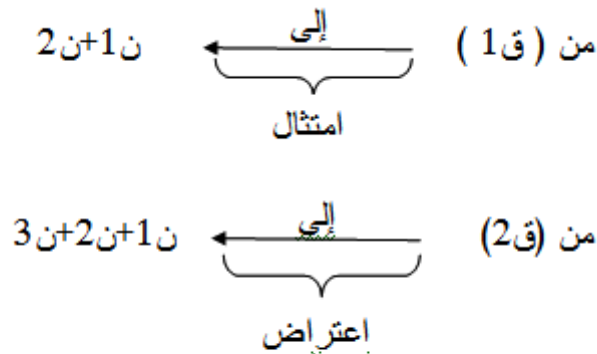 من ( ق1 ) إلى ن1+ن2
امتثال
من (ق2) إلى ن1+ن2+ن3
اعتراض